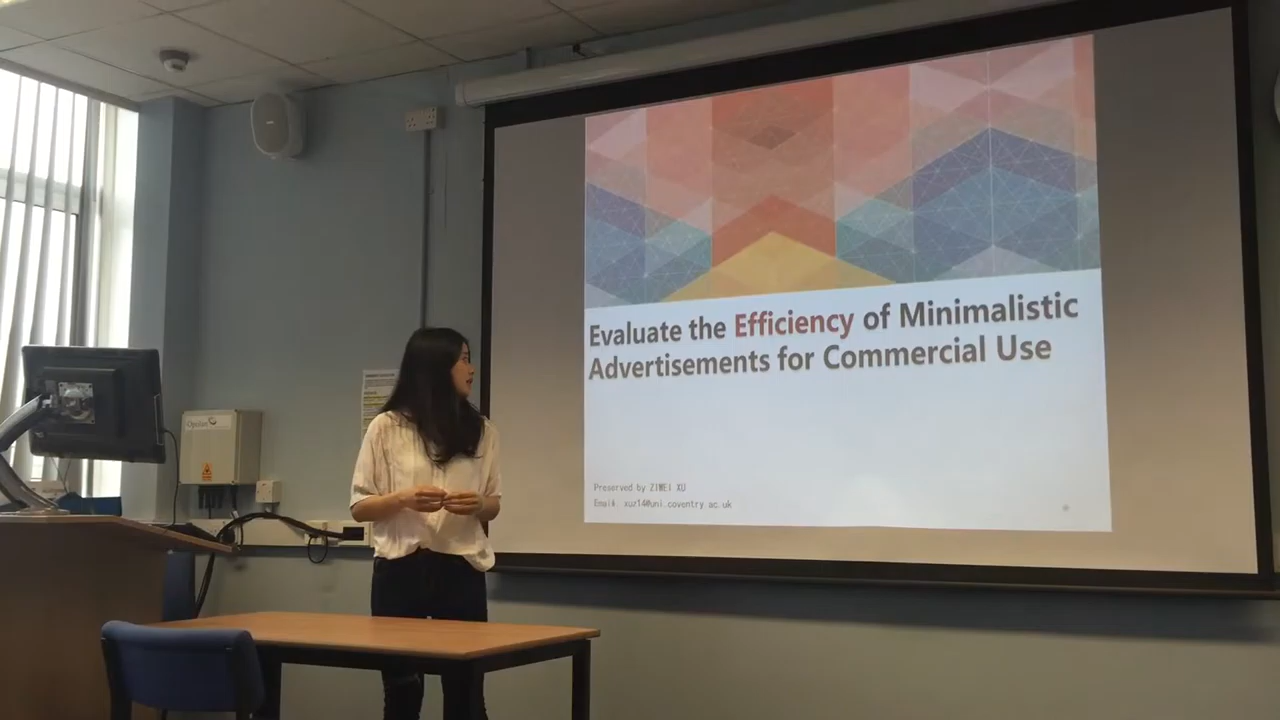 Evaluate the Efficiency of Minimalistic
Advertisements for Commercial Use
Preserved by ZIWEI XU
Email: xuz14@uni.coventry.ac.uk